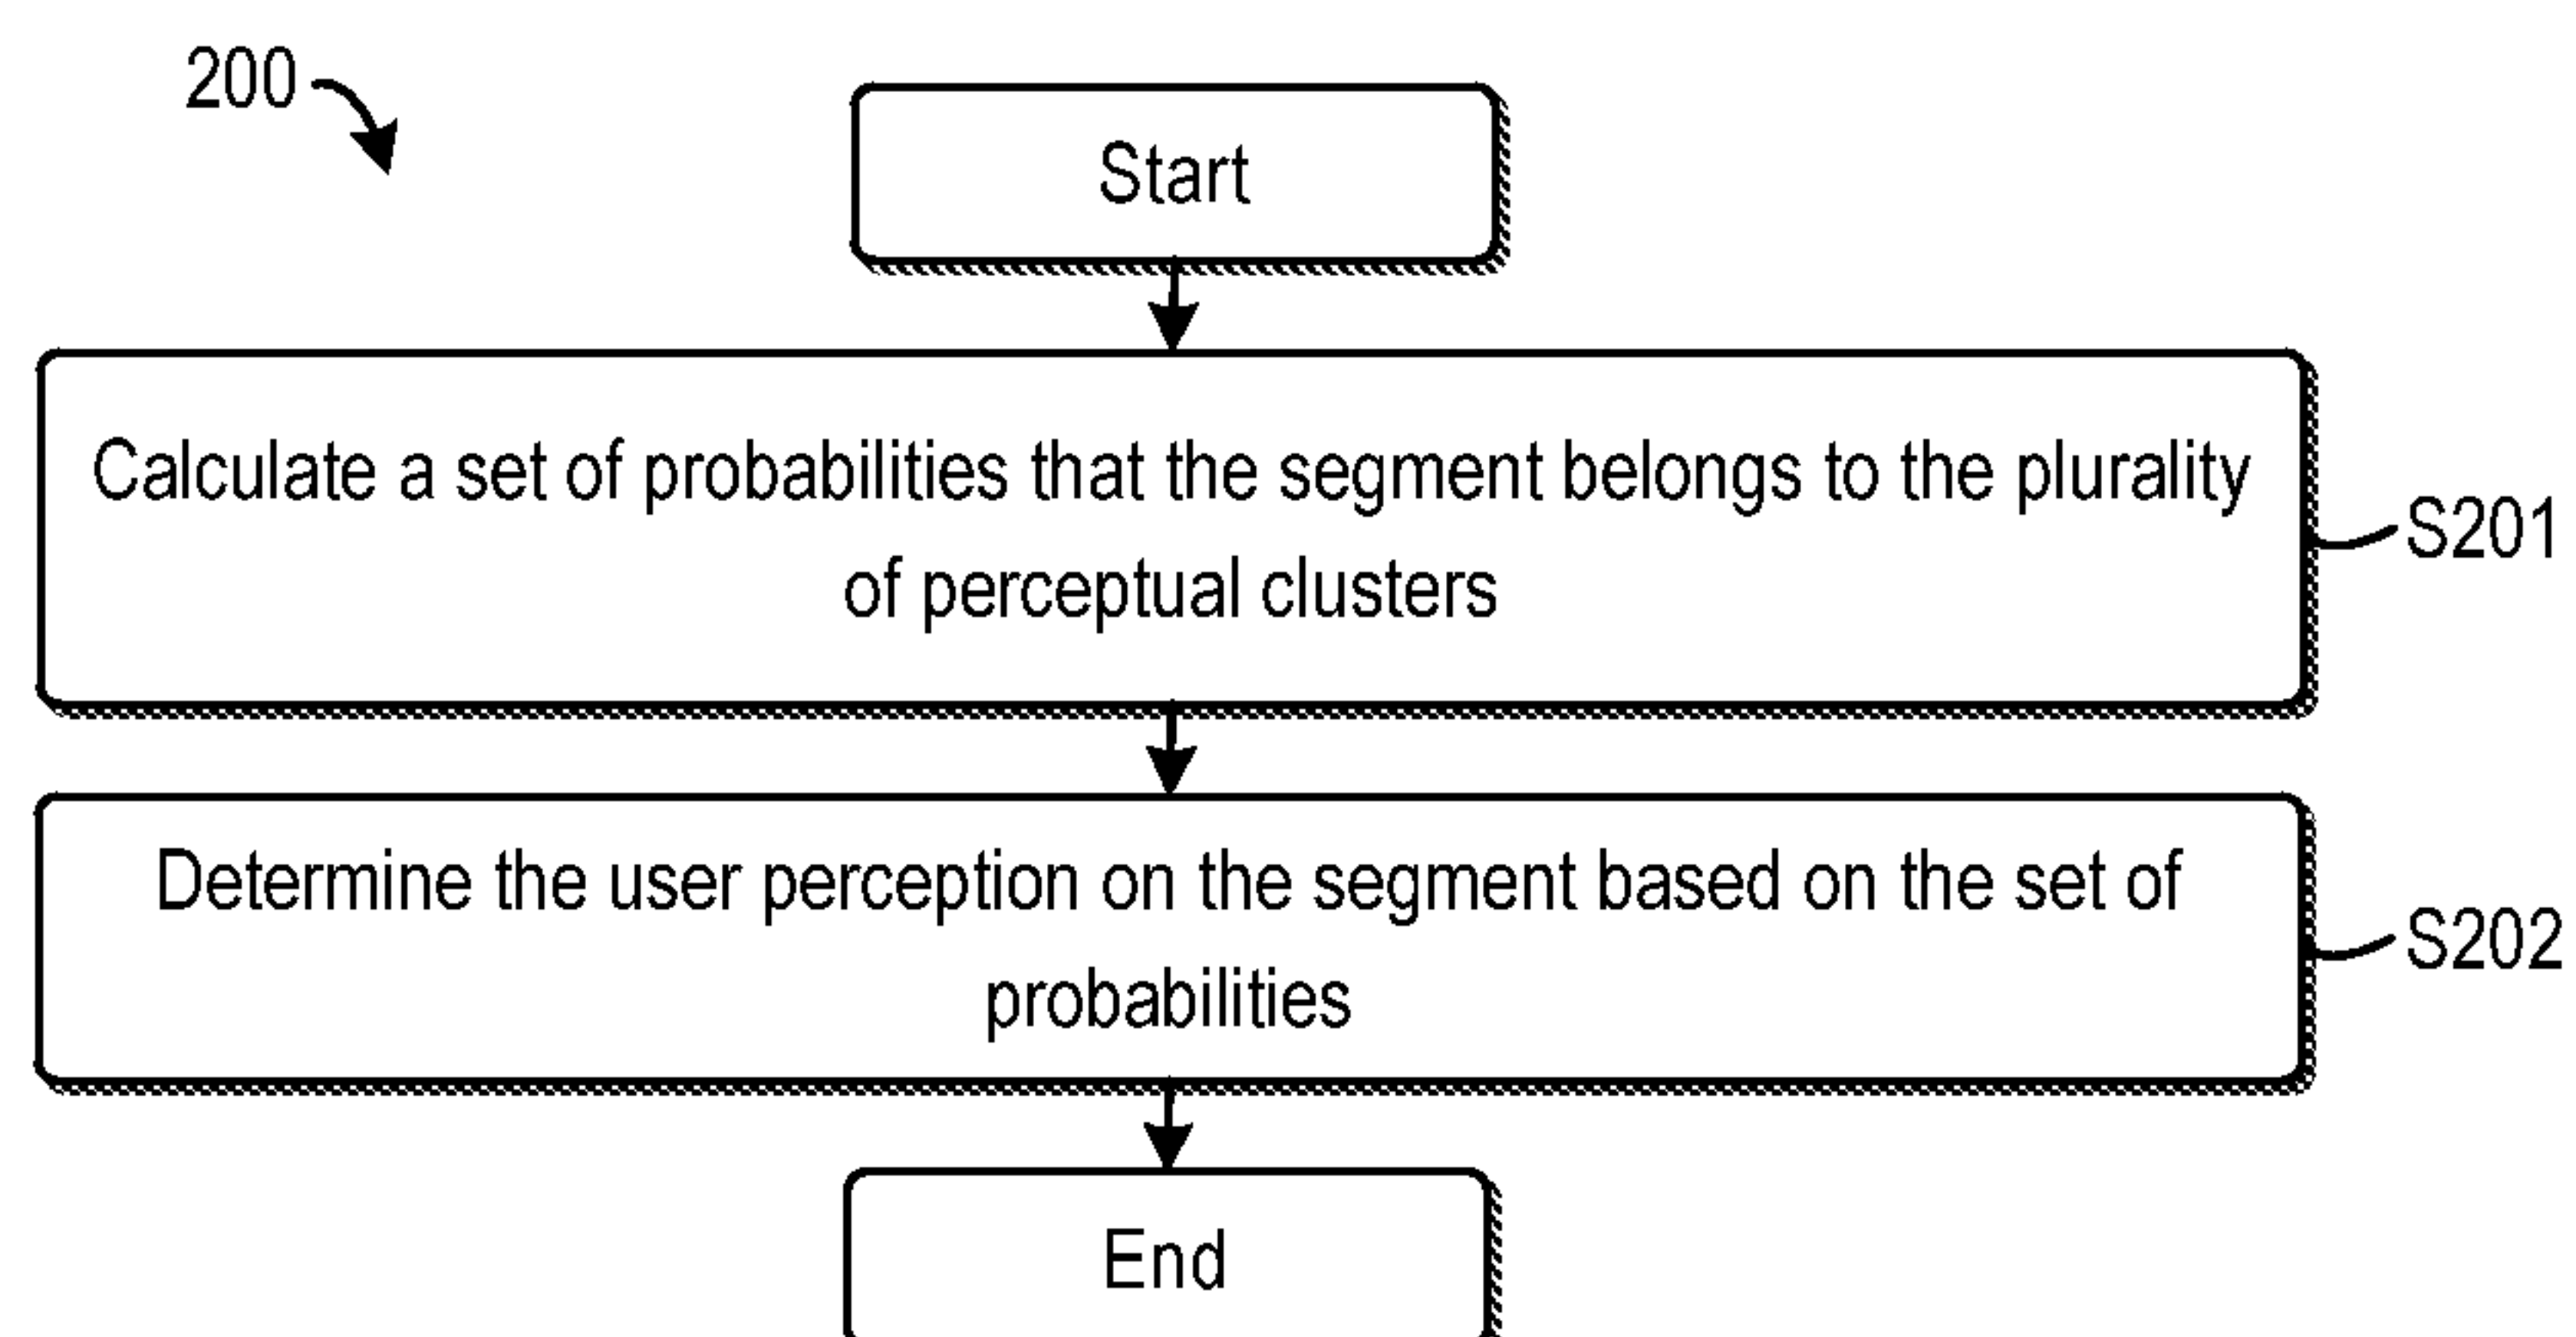 200
Start
Calculate a set of probabilities that the segment belongs to the plurality
of perceptual clusters
S201
Determine the user perception on the segment based on the set of
probabilities
S202
End